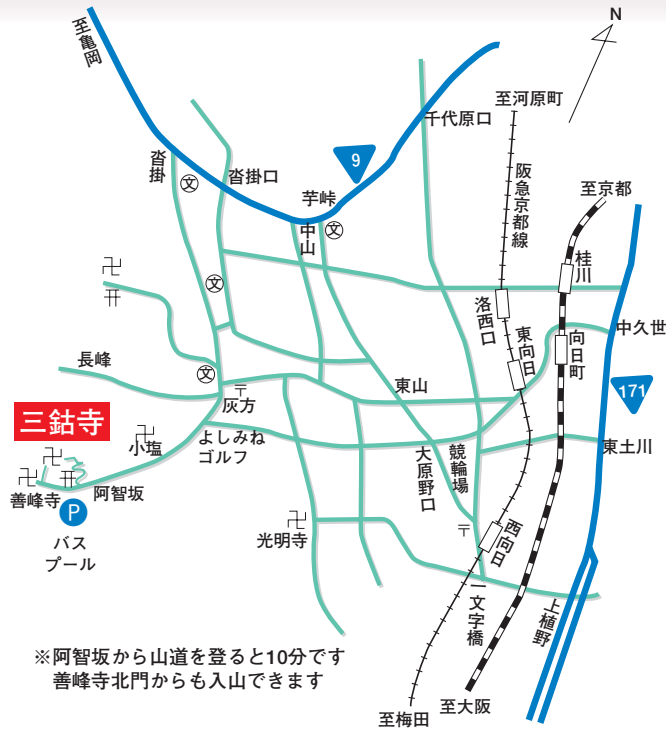 N
至亀岡
至河原町
千代原口
9
沓掛
文
沓掛口
芋峠
中山
文
阪急京都線
至京都
桂川
文
洛西口
東向日
向日町
中久世
長峰
文
〒
灰方
東山
171
三鈷寺
小塩
よしみね
ゴルフ
大原野口
競輪場
東土川
善峰寺
阿智坂
P
バス
プール
光明寺
〒
西向日
一文字橋
上植野
※阿智坂から山道を登ると10分です
善峰寺北門からも入山できます
至梅田
至大阪